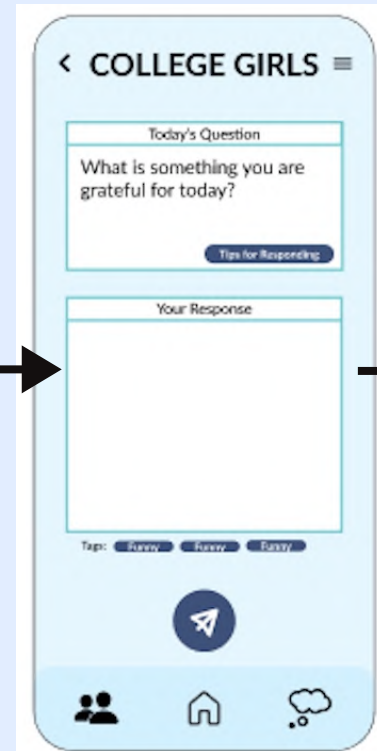 COLLEGE GIRLS
Today's Question
What is something you are
grateful for today?
Tips for Responding
Your Response
Tags: Funny Funny Funny